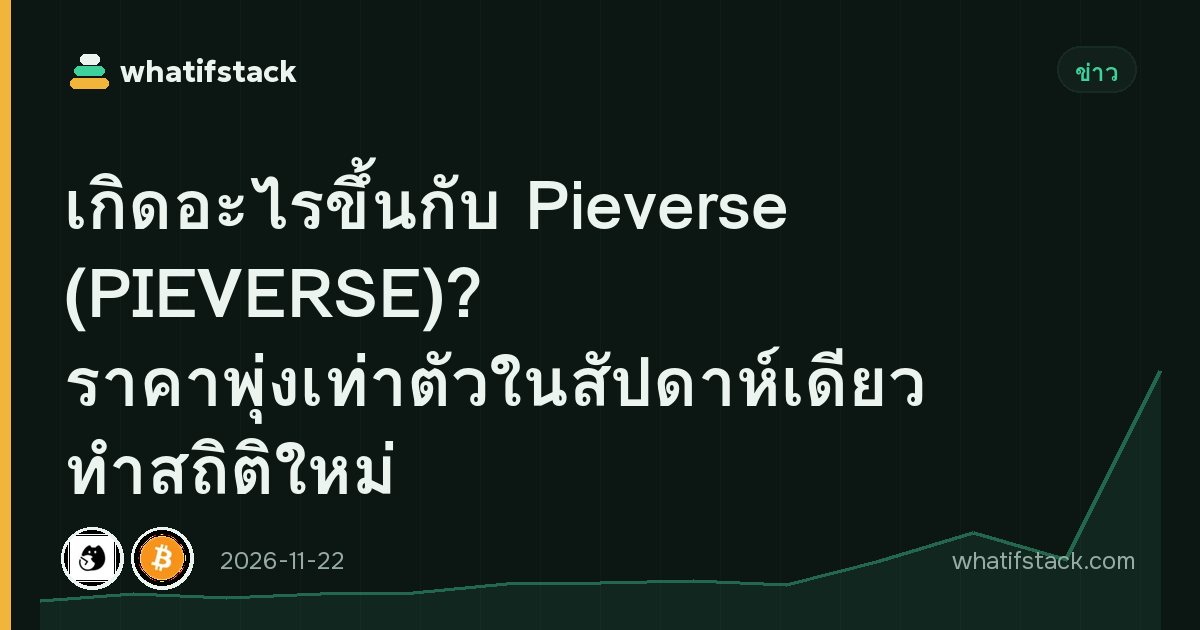 whatifstack
ข่าว
เกิดอะไรขึ้นกับ Pieverse
(PIEVERSE)?
ราคาพุ่งเท่าตัวในสัปดาห์เดียว
ทำสถิติใหม่
2026-11-22
whatifstack.com